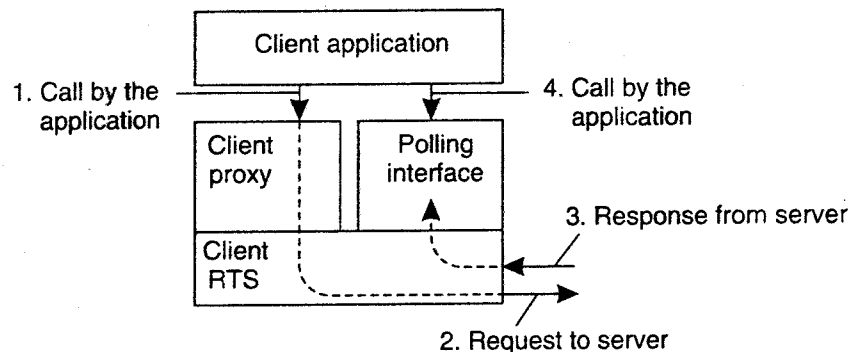 Client application
1. Call by the
application
4. Call by the
application
Client
proxy
Polling
interface
3. Response from server
Client
RTS
2. Request to server